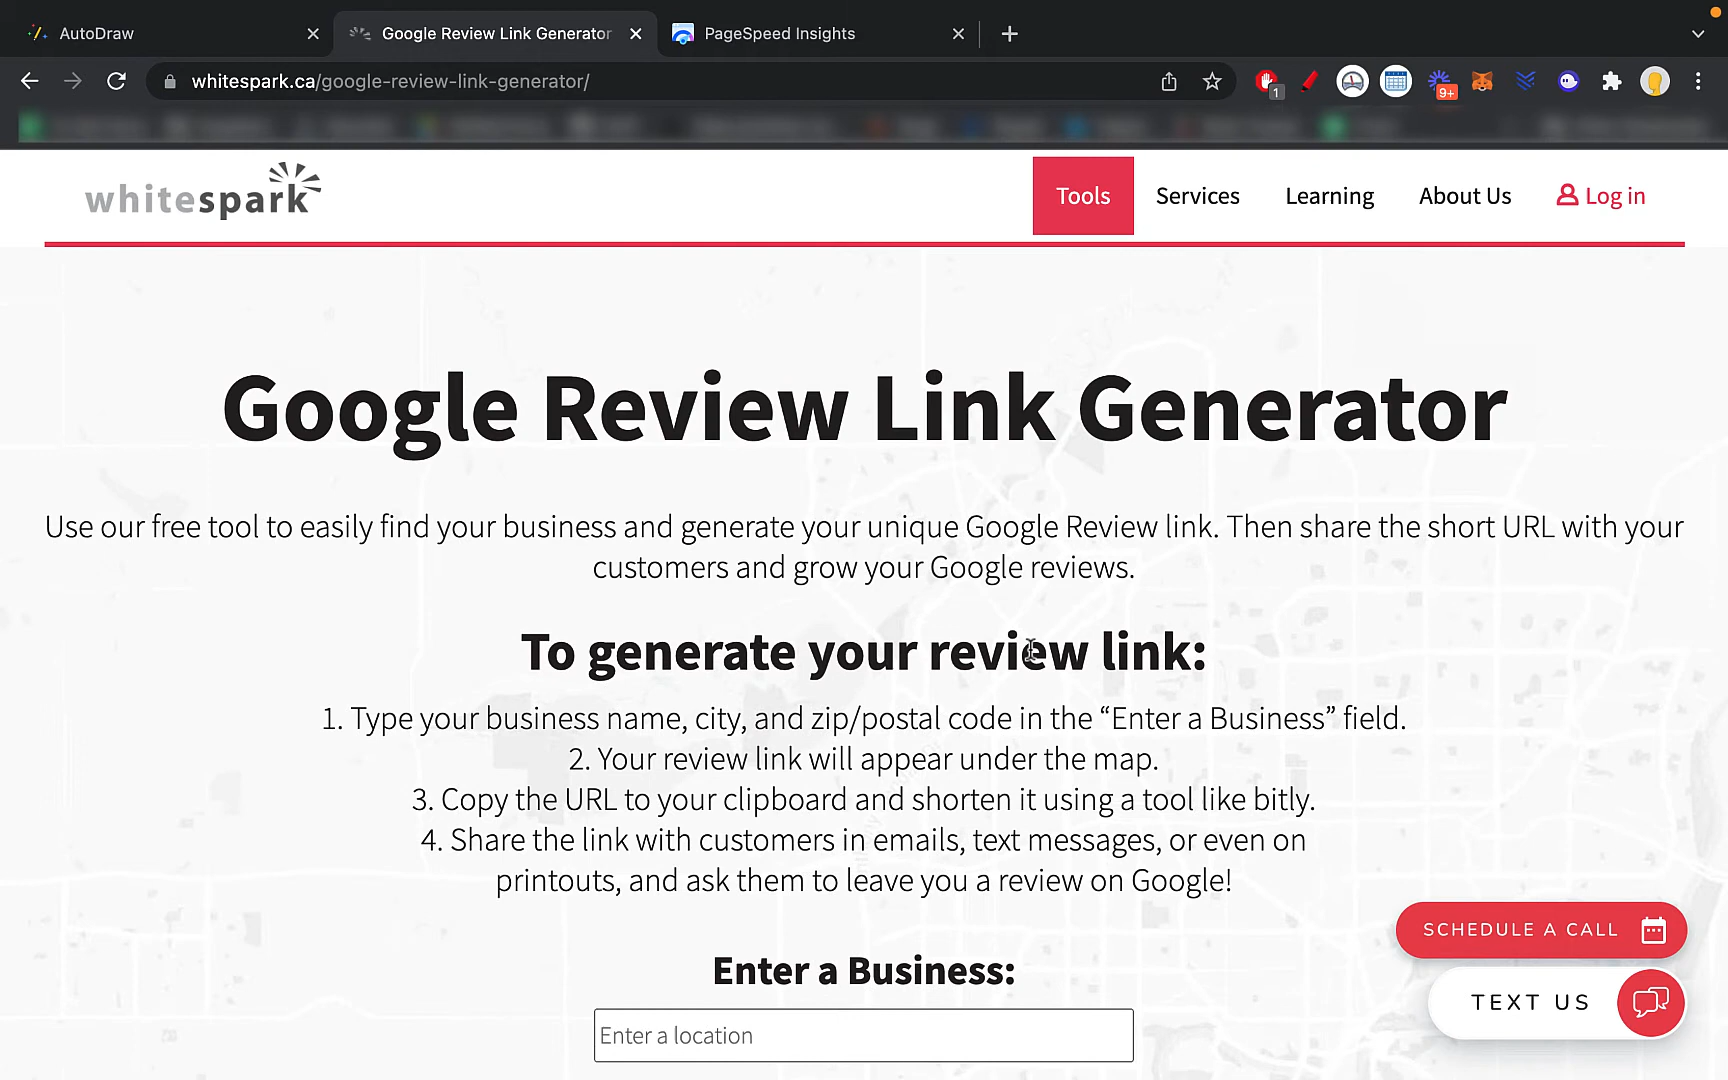 AutoDraw
Google Review Link Generator
PageSpeed Insights
whitespark.ca/google-review-link-generator/
1
9+
whitespark
Tools
Services
Learning
About Us
Log in
Google Review Link Generator
Use our free tool to easily find your business and generate your unique Google Review link. Then share the short URL with your
customers and grow your Google reviews.
To generate your review link:
1. Type your business name, city, and zip/postal code in the “Enter a Business” field.
2. Your review link will appear under the map.
3. Copy the URL to your clipboard and shorten it using a tool like bitly.
4. Share the link with customers in emails, text messages, or even on
printouts, and ask them to leave you a review on Google!
SCHEDULE A CALL
Enter a Business:
TEXT US
Enter a location